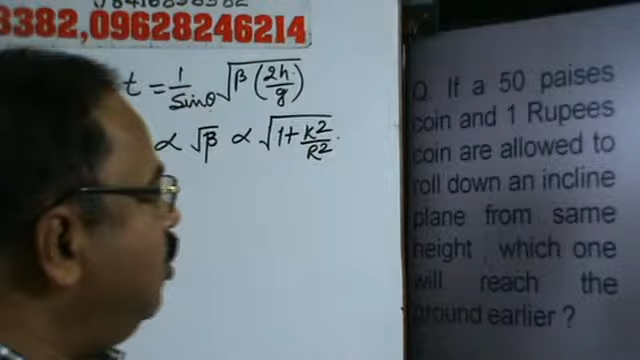 3382,09628246214
t = 1/Sinθ √β(2h/g)
∝ √β ∝ √1+K²/R²
Q. If a 50 paises
coin and 1 Rupees
coin are allowed to
roll down an incline
plane from same
height , which one
will reach the
ground earlier ?